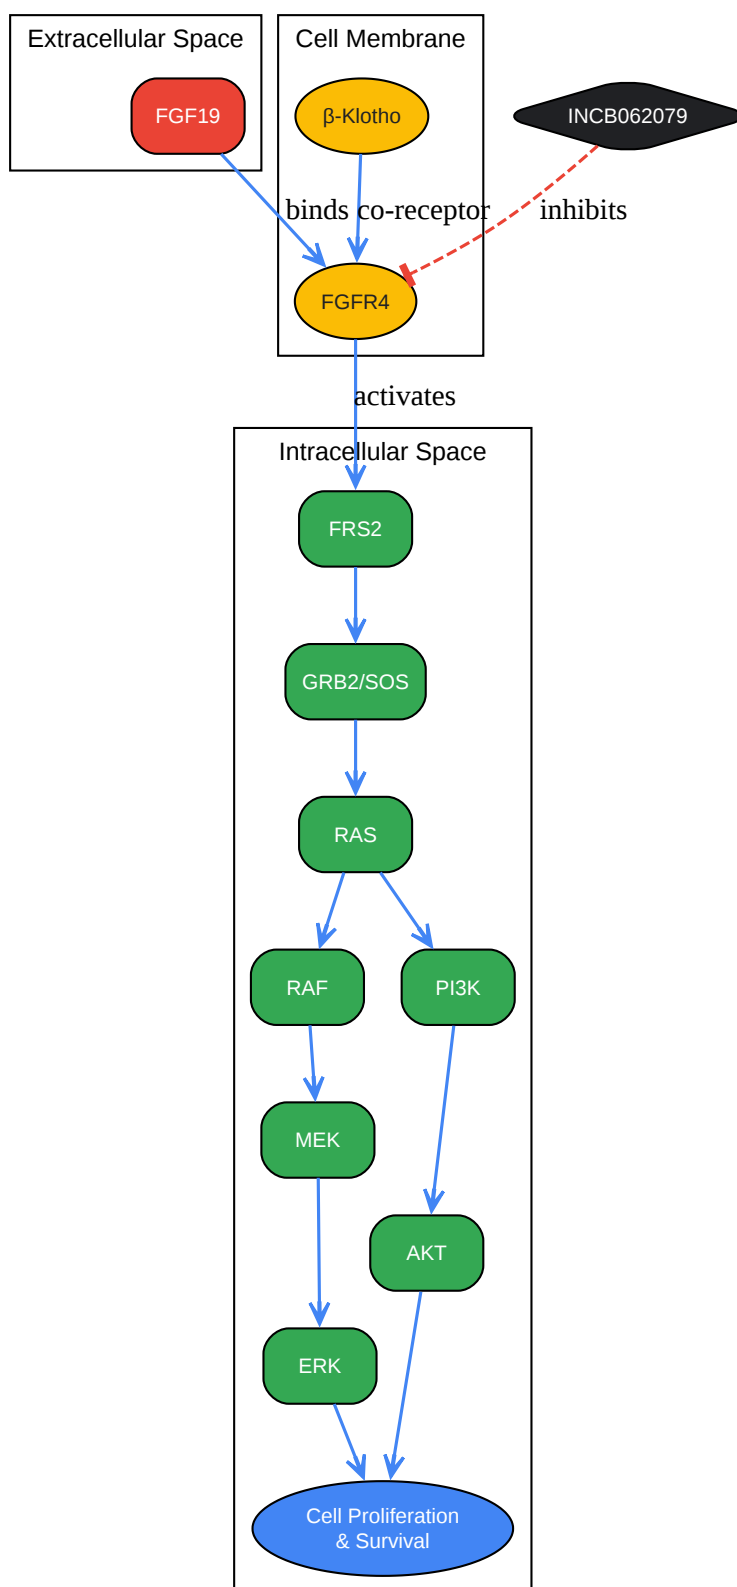 Extracellular Space
Cell Membrane
FGF19
β-Klotho
INCB062079
binds
co-receptor
inhibits
FGFR4
activates
Intracellular Space
FRS2
GRB2/SOS
RAS
RAF
PI3K
MEK
AKT
ERK
Cell Proliferation
& Survival